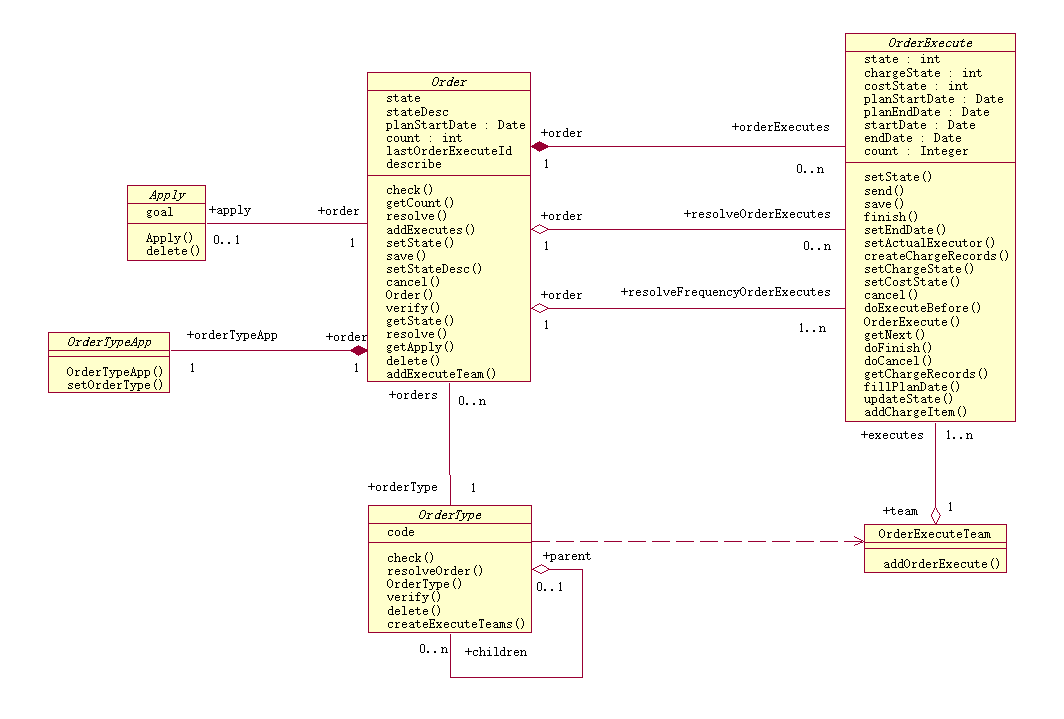 OrderExecute
state : int
chargeState : int
costState : int
planStartDate : Date
planEndDate : Date
startDate : Date
endDate : Date
count : Integer
setState()
send()
save()
finish()
setEndDate()
setActualExecutor()
createChargeRecords()
setChargeState()
setCostState()
cancel()
doExecuteBefore()
OrderExecute()
getNext()
doFinish()
doCancel()
getChargeRecords()
fillPlanDate()
updateState()
addChargeItem()
Order
state
stateDesc
planStartDate : Date
count : int
lastOrderExecuteId
describe
check()
getCount()
resolve()
addExecutes()
setState()
save()
setStateDesc()
cancel()
Order()
verify()
getState()
resolve()
getApply()
delete()
addExecuteTeam()
+order
+orderExecutes
1
0..n
+order
+resolveOrderExecutes
1
0..n
+order
+resolveFrequencyOrderExecutes
1
1..n
Apply
goal
Apply()
delete()
+apply
+order
0..1
1
OrderTypeApp
OrderTypeApp()
setOrderType()
+orderTypeApp
+order
1
1
+orders
0..n
+orderType
1
OrderType
code
check()
resolveOrder()
OrderType()
verify()
delete()
createExecuteTeams()
+parent
0..1
0..n
+children
+executes
1..n
+team
1
OrderExecuteTeam
addOrderExecute()